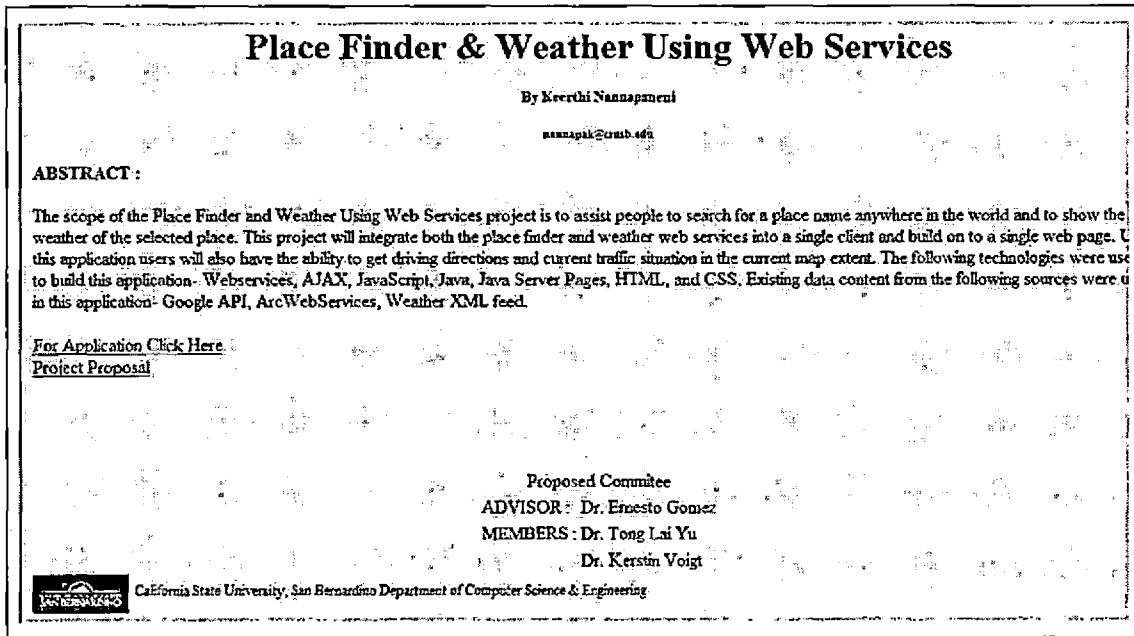 Place Finder & Weather Using Web Services
By Keerthi Nannapaneni
nannapak@csusb.edu
ABSTRACT :
The scope of the Place Finder and Weather Using Web Services project is to assist people to search for a place name anywhere in the world and to show the
weather of the selected place. This project will integrate both the place finder and weather web services into a single client and build on to a single web page. U
this application users will also have the ability to get driving directions and current traffic situation in the current map extent. The following technologies were use
to build this application- Webservices, AJAX, JavaScript, Java, Java Server Pages, HTML, and CSS. Existing data content from the following sources were u
in this application- Google API, ArcWebServices, Weather XML feed.
For Application Click Here
Project Proposal
Proposed Commitee
ADVISOR : Dr. Ernesto Gomez
MEMBERS : Dr. Tong Lai Yu
Dr. Kerstin Voigt
SAN BERNARDINO
California State University, San Bernardino Department of Computer Science & Engineering